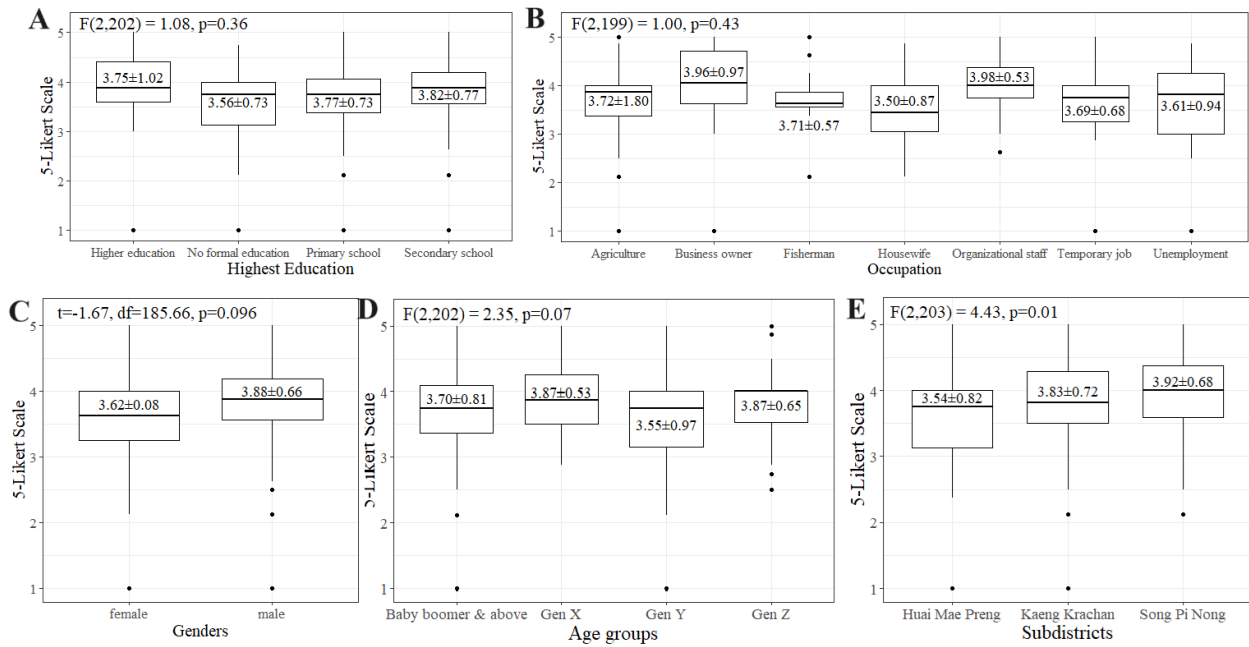 A
F(2,202) = 1.08, p=0.36
5-Likert Scale
5
4
3
2
1
3.75±1.02
3.56±0.73
3.77±0.73
3.82±0.77
Higher education
No formal education
Primary school
Secondary school
Highest Education
B
F(2,199) = 1.00, p=0.43
5-Likert Scale
5
4
3
2
1
3.72±1.80
3.96±0.97
3.71±0.57
3.50±0.87
3.98±0.53
3.69±0.68
3.61±0.94
Agriculture
Business owner
Fisherman
Housewife
Organizational staff
Temporary job
Unemployment
Occupation
C
t=-1.67, df=185.66, p=0.096
5-Likert Scale
5
4
3
2
1
3.62±0.08
3.88±0.66
female
male
Genders
D
F(2,202) = 2.35, p=0.07
5-Likert Scale
5
4
3
2
1
3.70±0.81
3.87±0.53
3.55±0.97
3.87±0.65
Baby boomer & above
Gen X
Gen Y
Gen Z
Age groups
E
F(2,203) = 4.43, p=0.01
5-Likert Scale
5
4
3
2
1
3.54±0.82
3.83±0.72
3.92±0.68
Huai Mae Preng
Kaeng Krachan
Song Pi Nong
Subdistricts